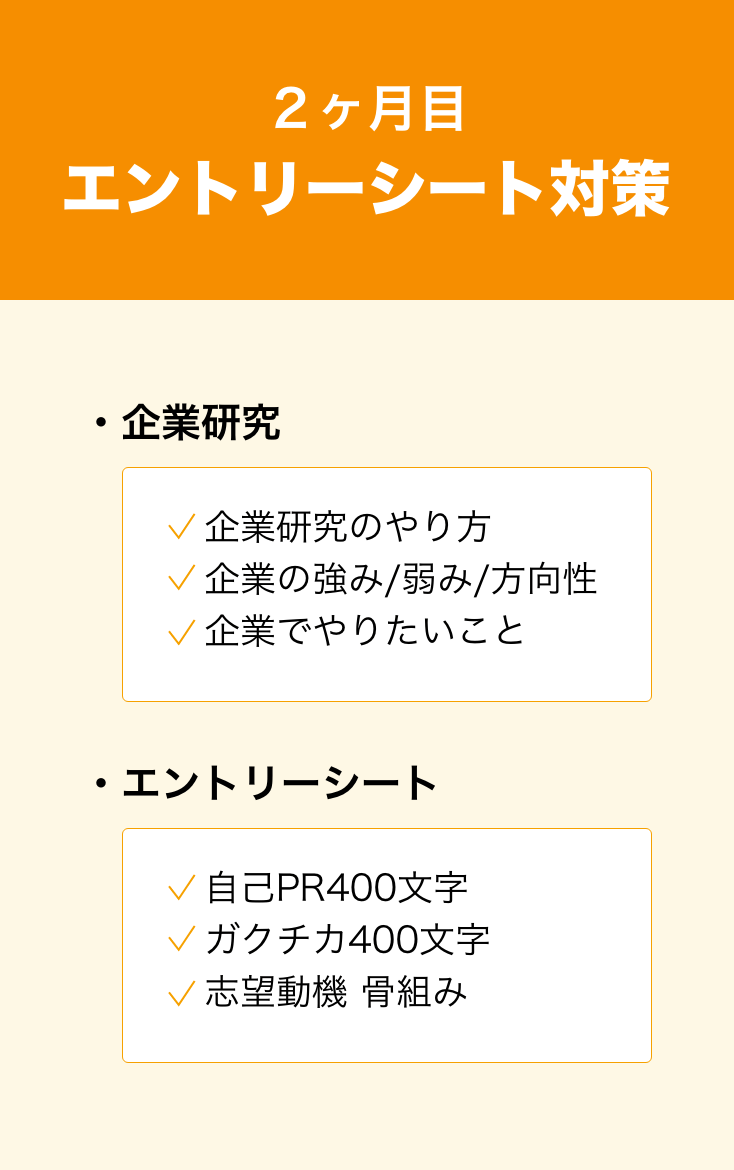 ２ヶ月目
エントリーシート対策
・企業研究
✓ 企業研究のやり方
✓ 企業の強み/弱み/方向性
✓ 企業でやりたいこと
・エントリーシート
✓ 自己PR400文字
✓ ガクチカ400文字
✓ 志望動機 骨組み